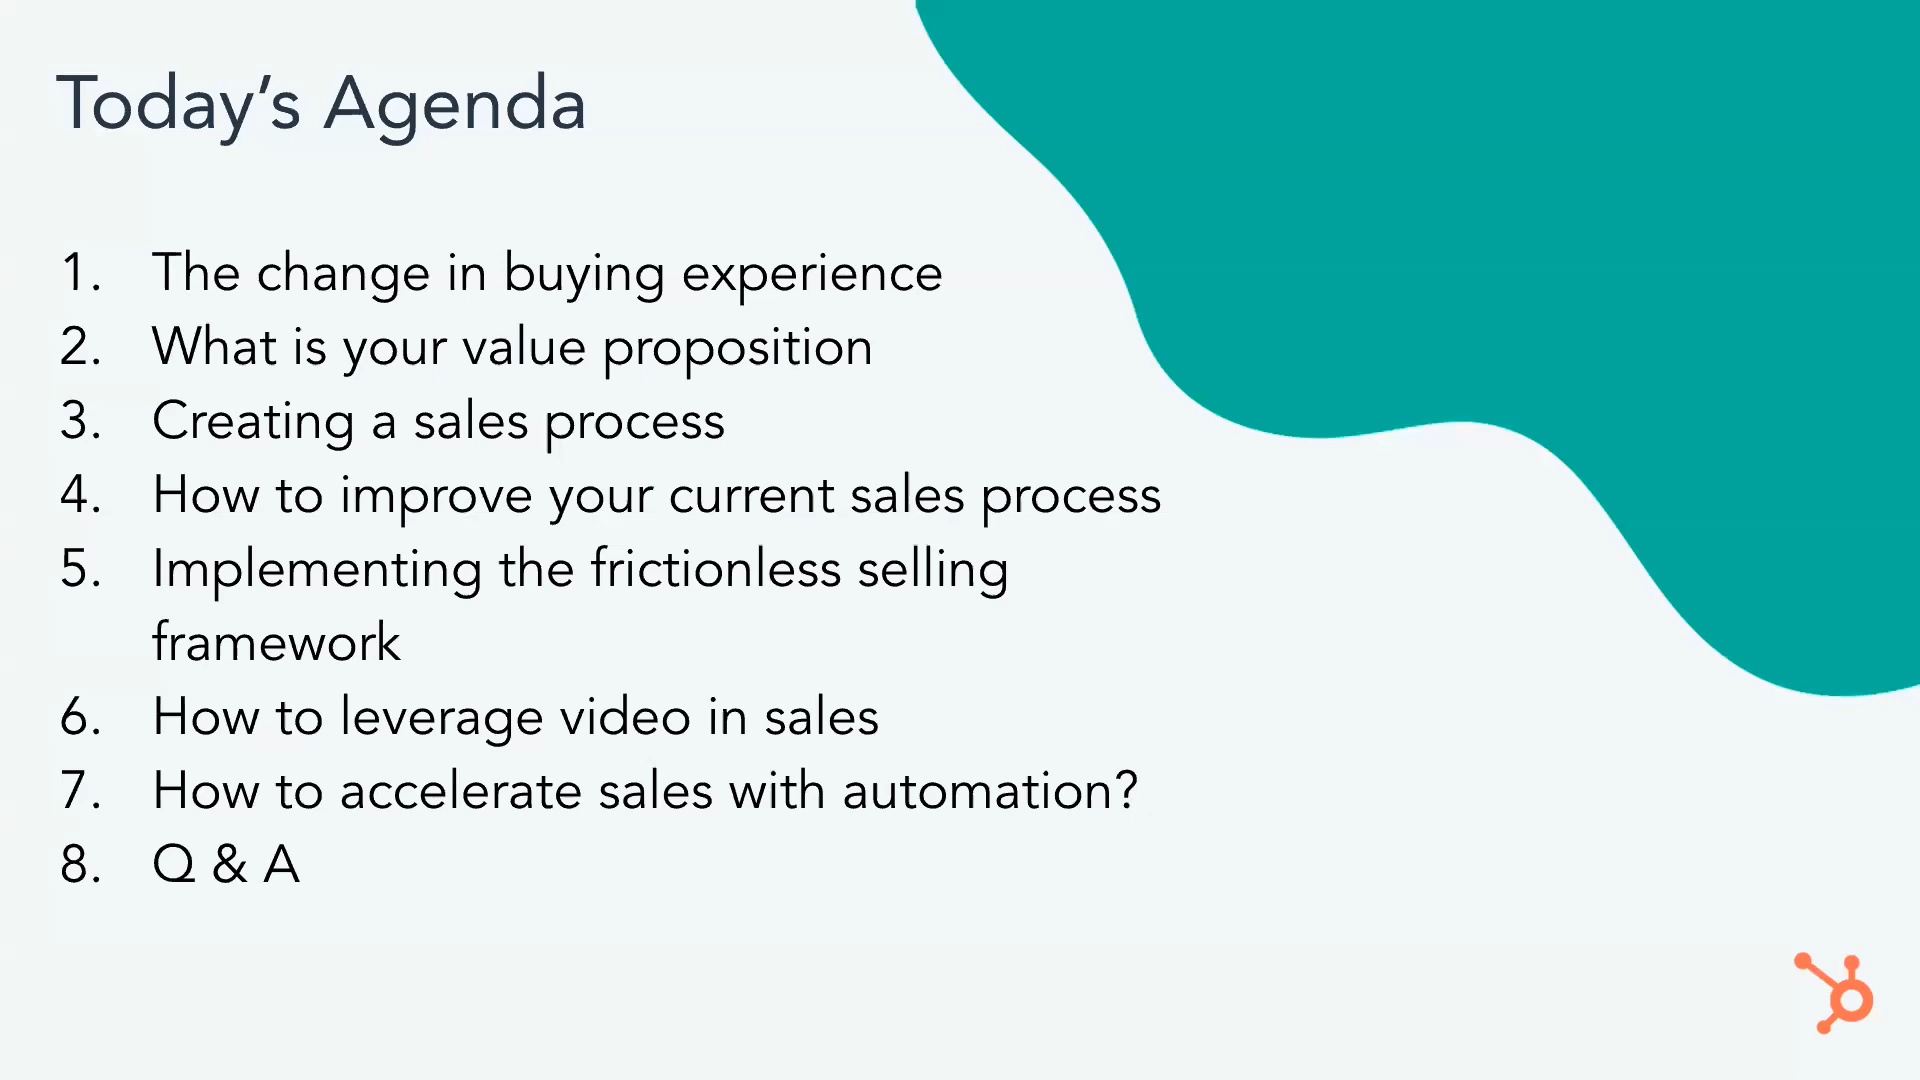 Today’s Agenda
1. The change in buying experience
2. What is your value proposition
3. Creating a sales process
4. How to improve your current sales process
5. Implementing the frictionless selling
framework
6. How to leverage video in sales
7. How to accelerate sales with automation?
8. Q & A